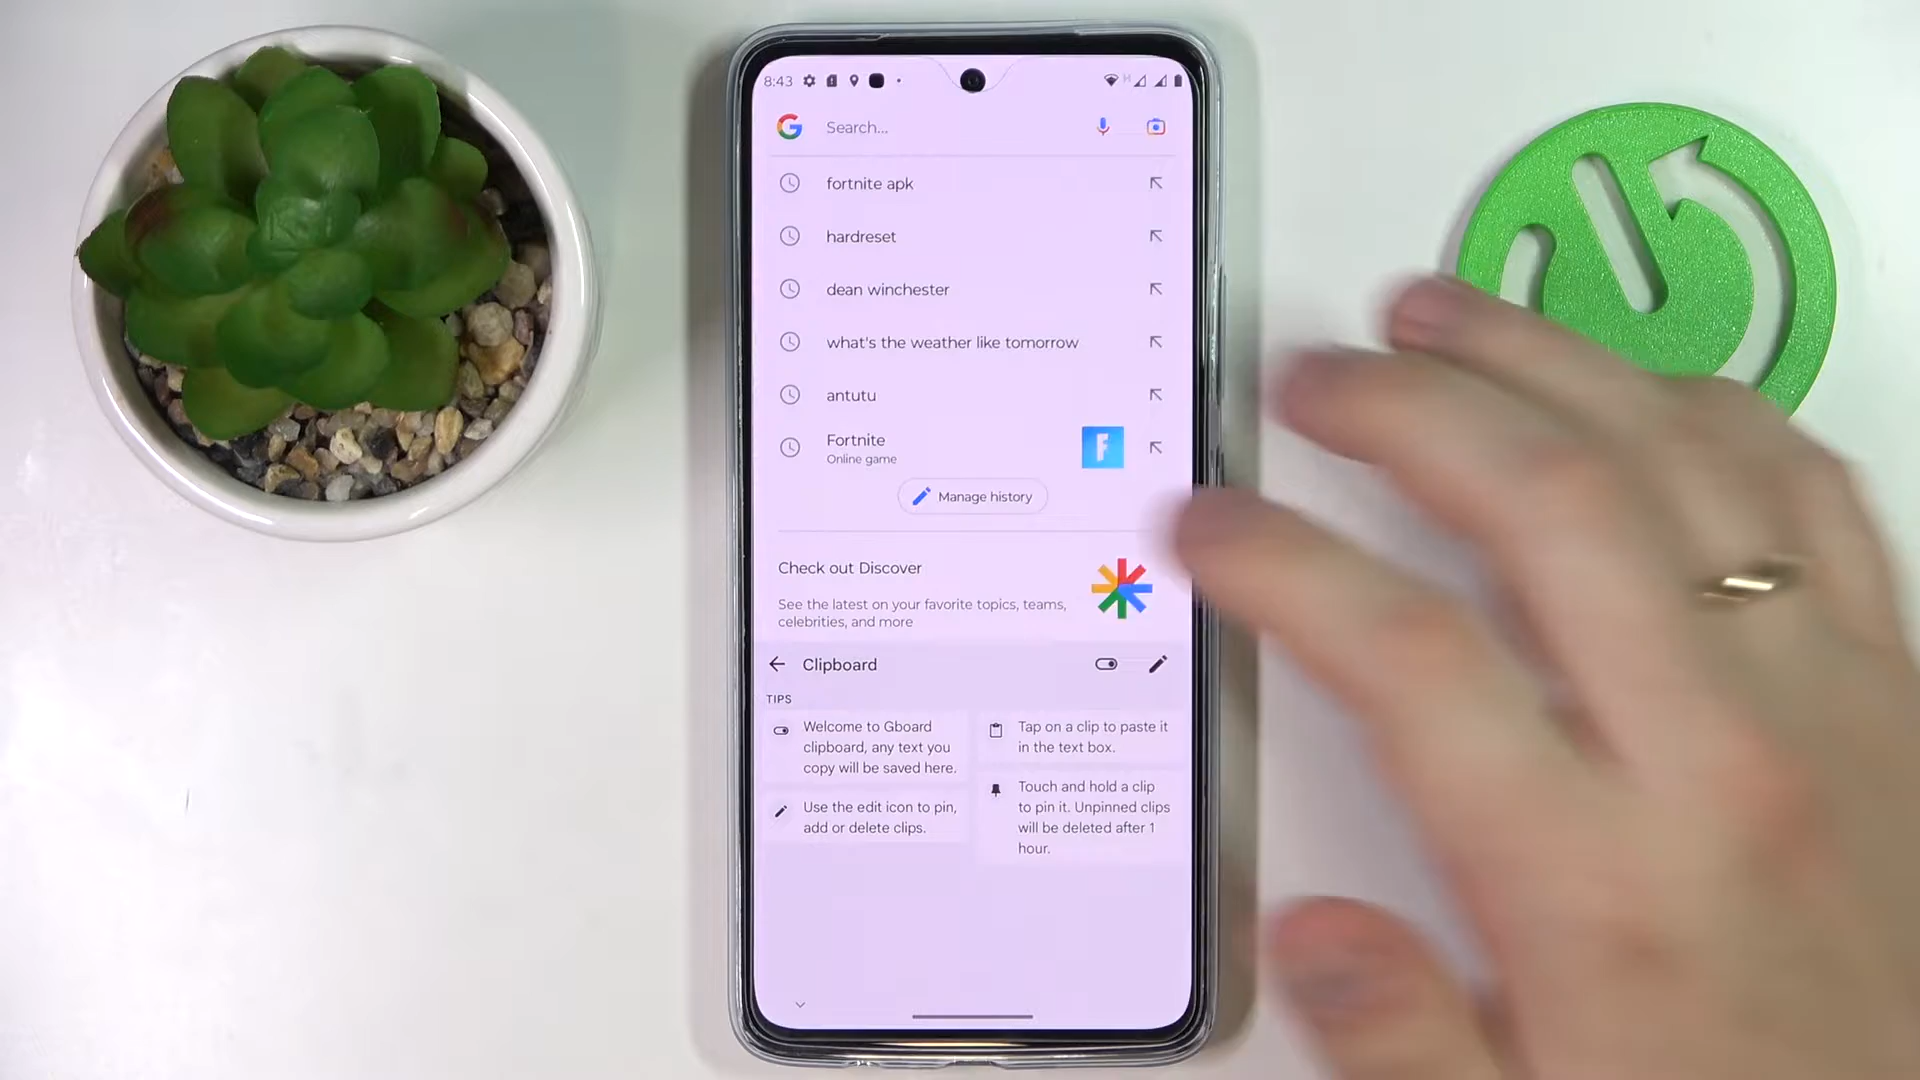 8:43
Search...
fortnite apk
hardreset
dean winchester
what's the weather like tomorrow
antutu
Fortnite
Online game
Manage history
Check out Discover
See the latest on your favorite topics, teams,
celebrities, and more
Clipboard
TIPS
Welcome to Gboard
clipboard, any text you
copy will be saved here.
Use the edit icon to pin,
add or delete clips.
Tap on a clip to paste it
in the text box.
Touch and hold a clip
to pin it. Unpinned clips
will be deleted after 1
hour.